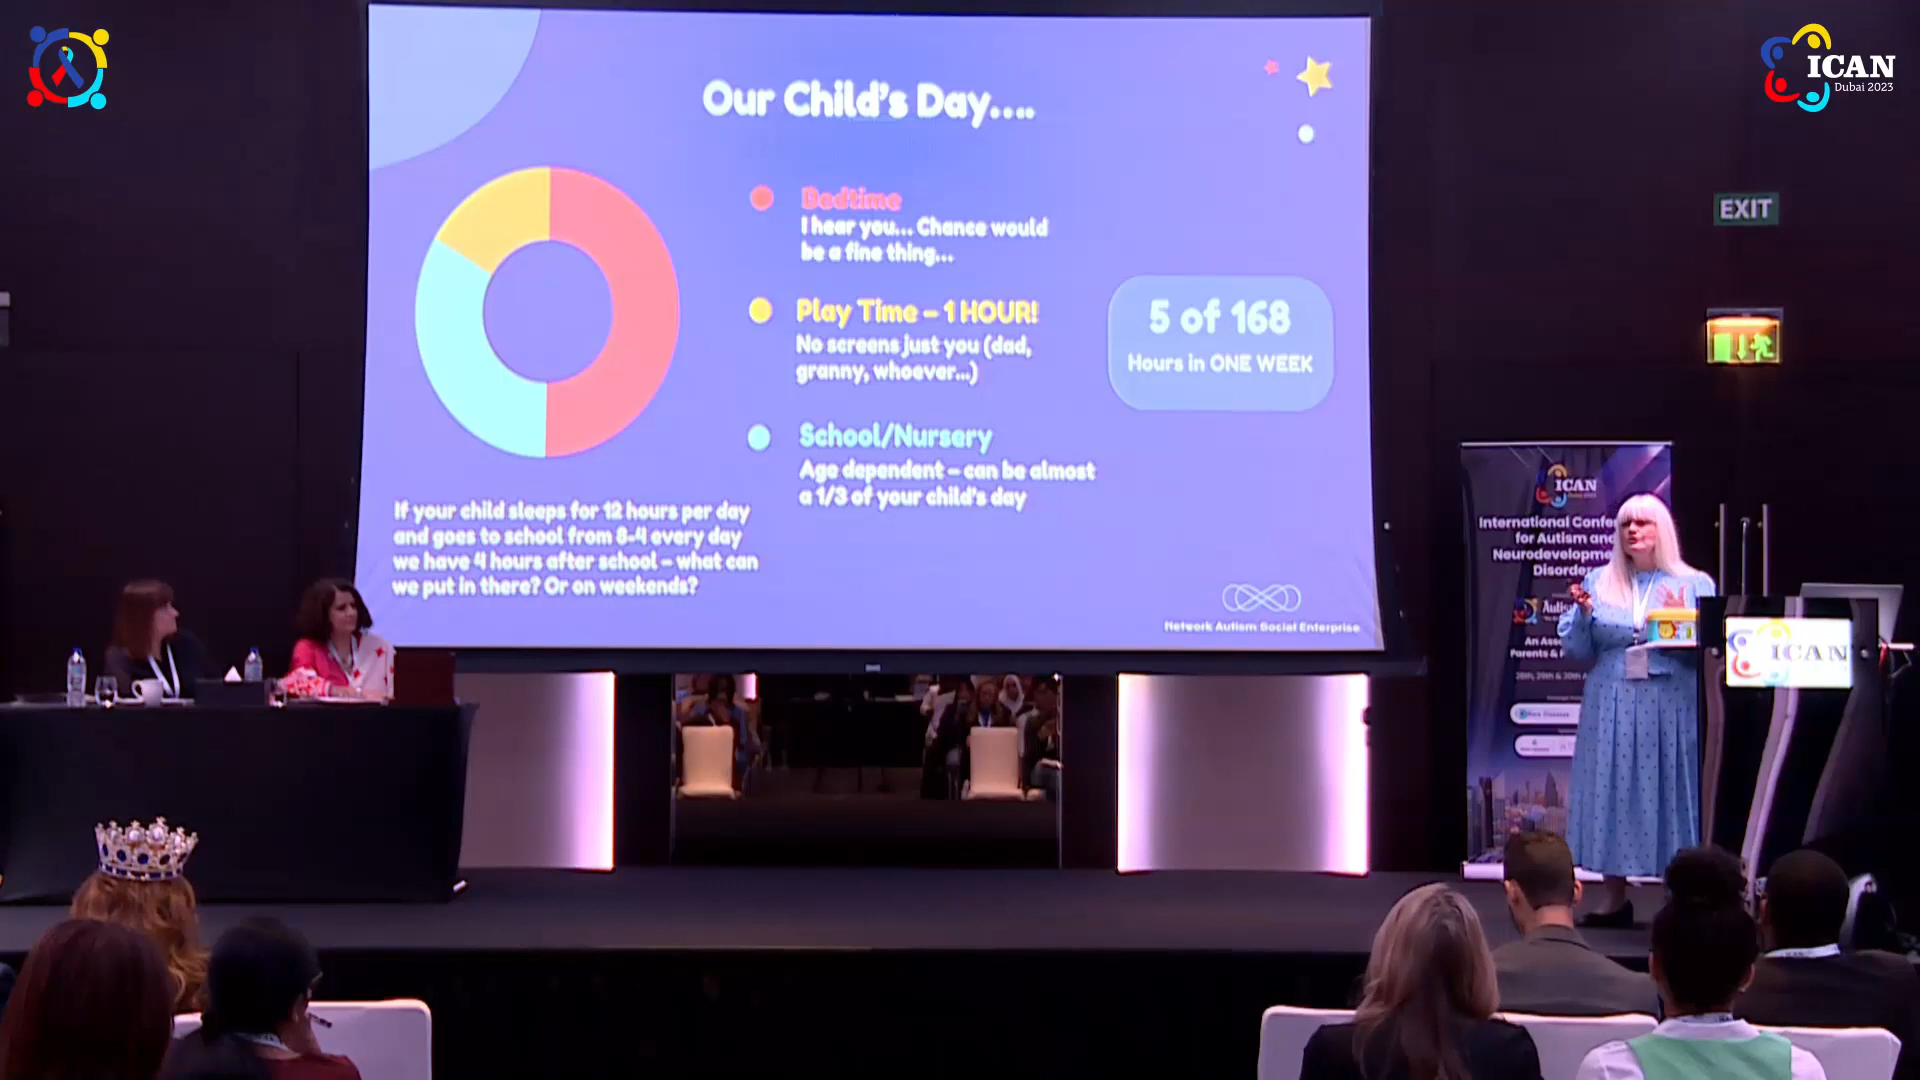 Our Child's Day....
Bedtime
I hear you... Chance would
be a fine thing...
Play Time – 1 HOUR!
No screens just you (dad,
granny, whoever...)
School/Nursery
Age dependent – can be almost
a 1/3 of your child's day
5 of 168
Hours in ONE WEEK
If your child sleeps for 12 hours per day
and goes to school from 8-4 every day
we have 4 hours after school – what can
we put in there? Or on weekends?
Network Autism Social Enterprise
ICAN
Dubai 2023
EXIT
ICAN
International
for Autism and
Disorder
Parents &
ICAN